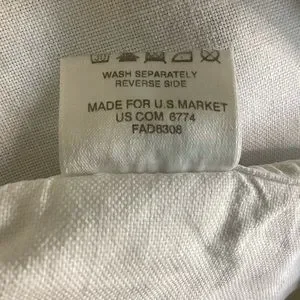 WASH SEPARATELY
REVERSE SIDE
MADE FOR U.S.MARKET
US COM 6774
FAD8308